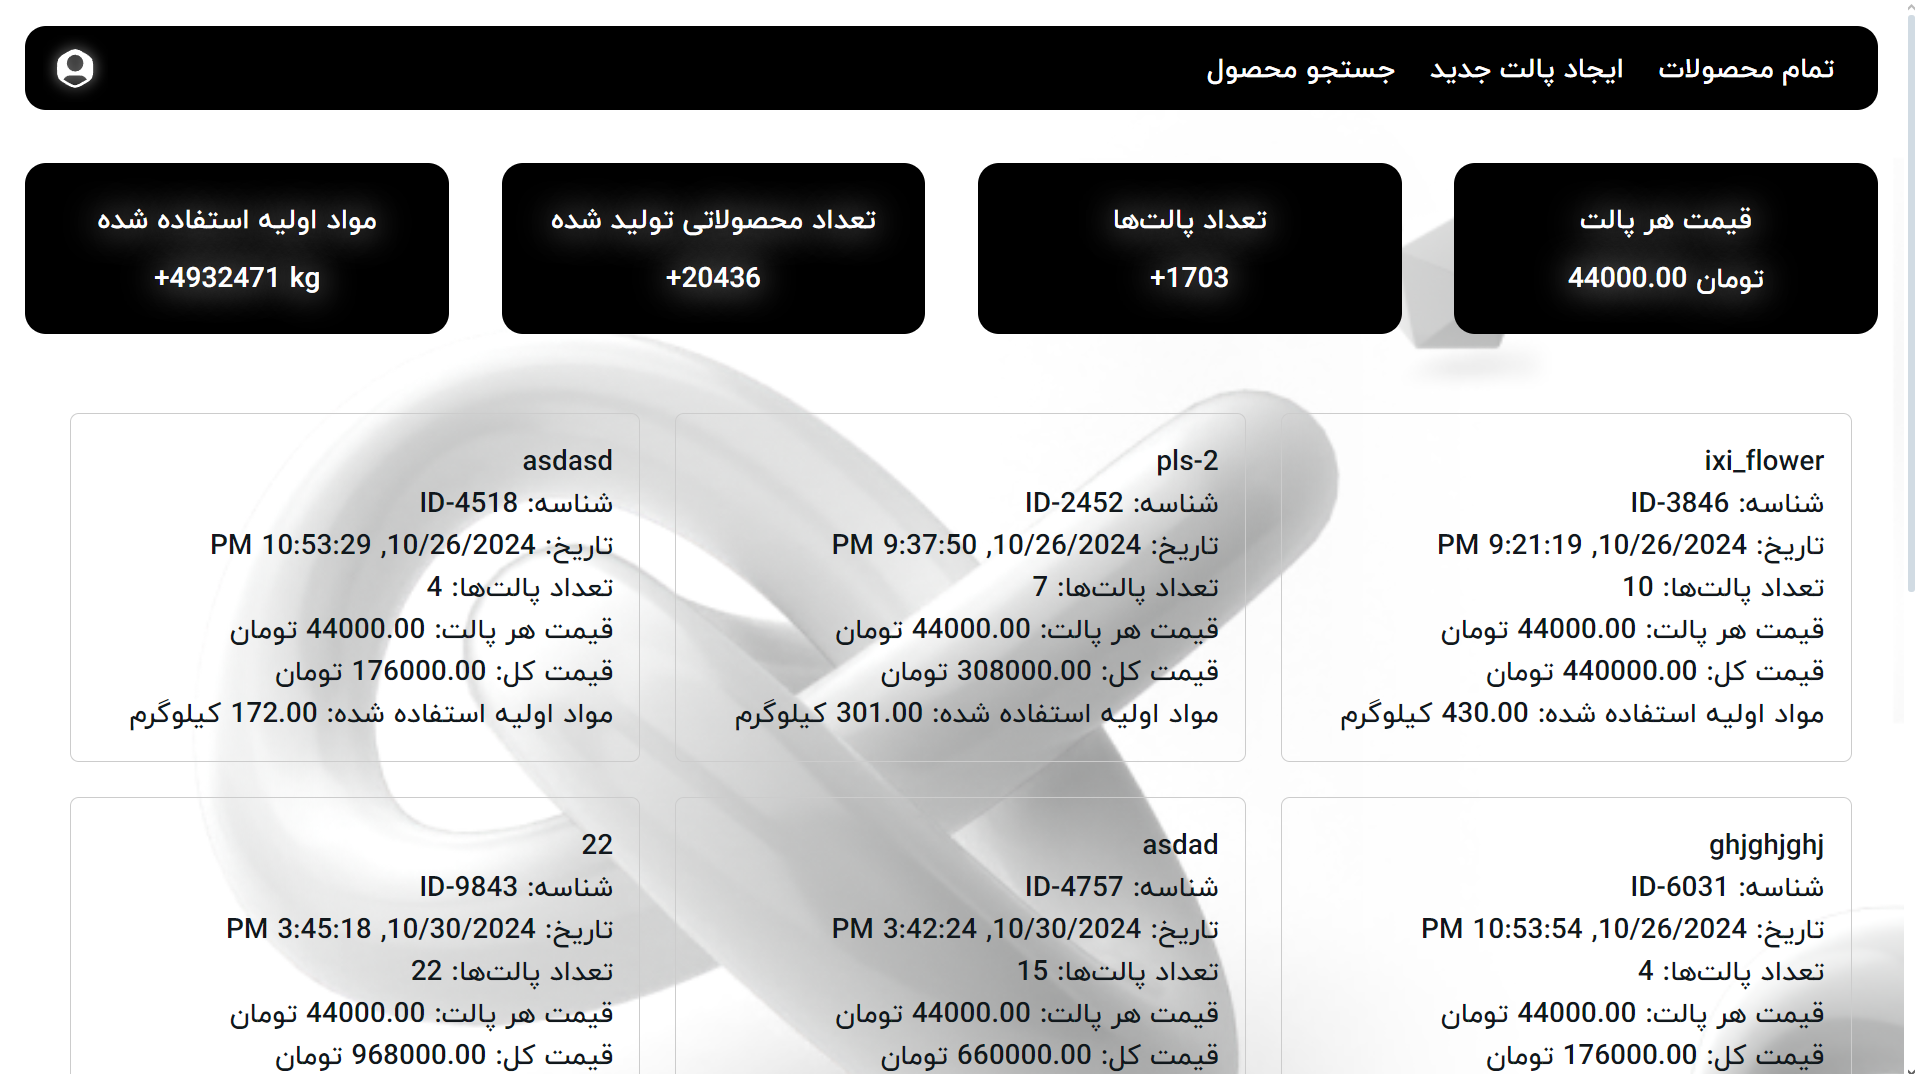 تمام محصولات ایجاد پالت جدید جستجو محصول
قیمت هر پالت
44000.00 تومان
تعداد پالت‌ها
+1703
تعداد محصولاتی تولید شده
+20436
مواد اولیه استفاده شده
+4932471 kg
ixi_flower
شناسه: ID-3846
تاریخ: 10/26/2024, 9:21:19 PM
تعداد پالت‌ها: 10
قیمت هر پالت: 44000.00 تومان
قیمت کل: 440000.00 تومان
مواد اولیه استفاده شده: 430.00 کیلوگرم
pls-2
شناسه: ID-2452
تاریخ: 10/26/2024, 9:37:50 PM
تعداد پالت‌ها: 7
قیمت هر پالت: 44000.00 تومان
قیمت کل: 308000.00 تومان
مواد اولیه استفاده شده: 301.00 کیلوگرم
asdasd
شناسه: ID-4518
تاریخ: 10/26/2024, 10:53:29 PM
تعداد پالت‌ها: 4
قیمت هر پالت: 44000.00 تومان
قیمت کل: 176000.00 تومان
مواد اولیه استفاده شده: 172.00 کیلوگرم
ghjghjghj
شناسه: ID-6031
تاریخ: 10/26/2024, 10:53:54 PM
تعداد پالت‌ها: 4
قیمت هر پالت: 44000.00 تومان
قیمت کل: 176000.00 تومان
asdad
شناسه: ID-4757
تاریخ: 10/30/2024, 3:42:24 PM
تعداد پالت‌ها: 15
قیمت هر پالت: 44000.00 تومان
قیمت کل: 660000.00 تومان
22
شناسه: ID-9843
تاریخ: 10/30/2024, 3:45:18 PM
تعداد پالت‌ها: 22
قیمت هر پالت: 44000.00 تومان
قیمت کل: 968000.00 تومان